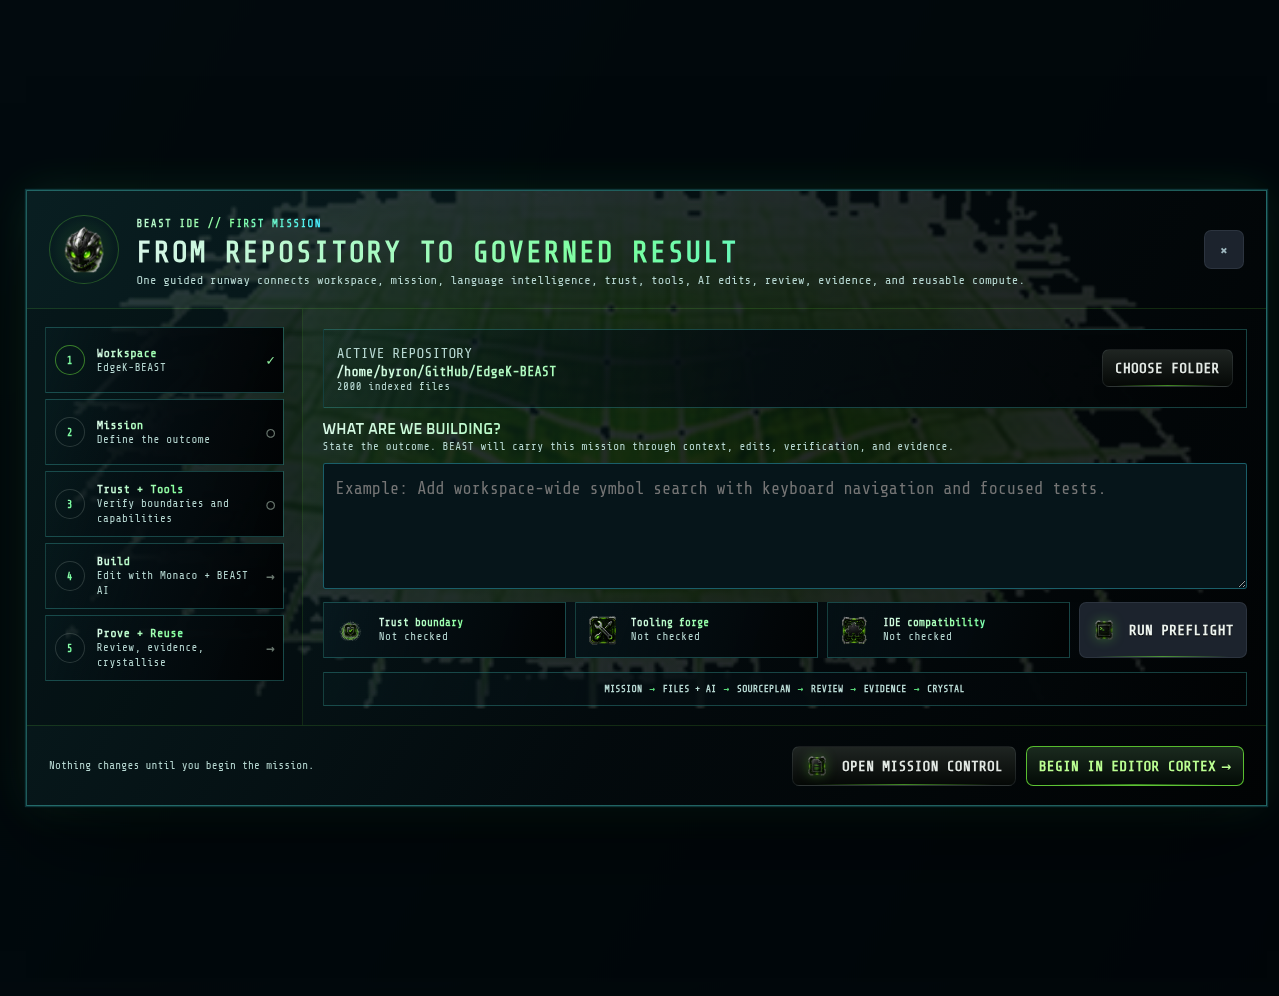 BEAST IDE // FIRST MISSION
FROM REPOSITORY TO GOVERNED RESULT
One guided runway connects workspace, mission, language intelligence, trust, tools, AI edits, review, evidence, and reusable compute.
×
1
Workspace
EdgeK-BEAST
✓
2
Mission
Define the outcome
○
3
Trust + Tools
Verify boundaries and
capabilities
○
4
Build
Edit with Monaco + BEAST
AI
→
5
Prove + Reuse
Review, evidence,
crystallise
→
ACTIVE REPOSITORY
/home/byron/GitHub/EdgeK-BEAST
2000 indexed files
CHOOSE FOLDER
WHAT ARE WE BUILDING?
State the outcome. BEAST will carry this mission through context, edits, verification, and evidence.
Example: Add workspace-wide symbol search with keyboard navigation and focused tests.
Trust boundary
Not checked
Tooling forge
Not checked
IDE compatibility
Not checked
RUN PREFLIGHT
MISSION → FILES + AI → SOURCEPLAN → REVIEW → EVIDENCE → CRYSTAL
Nothing changes until you begin the mission.
OPEN MISSION CONTROL
BEGIN IN EDITOR CORTEX →